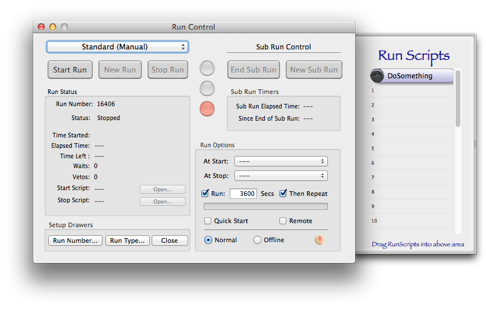 Run Control
Standard (Manual)
Start Run
New Run
Stop Run
Sub Run Control
End Sub Run
New Sub Run
Run Status
Run Number: 16406
Status: Stopped
Time Started:
Elapsed Time: ---
Time Left : ---
Waits: 0
Vetos: 0
Start Script: --- Open...
Stop Script: --- Open...
Setup Drawers
Run Number...
Run Type...
Close
Sub Run Timers
Sub Run Elapsed Time: ---
Since End of Sub Run: ---
Run Options
At Start: ---
At Stop: ---
Run: 3600 Secs Then Repeat
Quick Start
Remote
Normal
Offline
Run Scripts
DoSomething
1
2
3
4
5
6
7
8
9
10
Drag RunScripts into above area